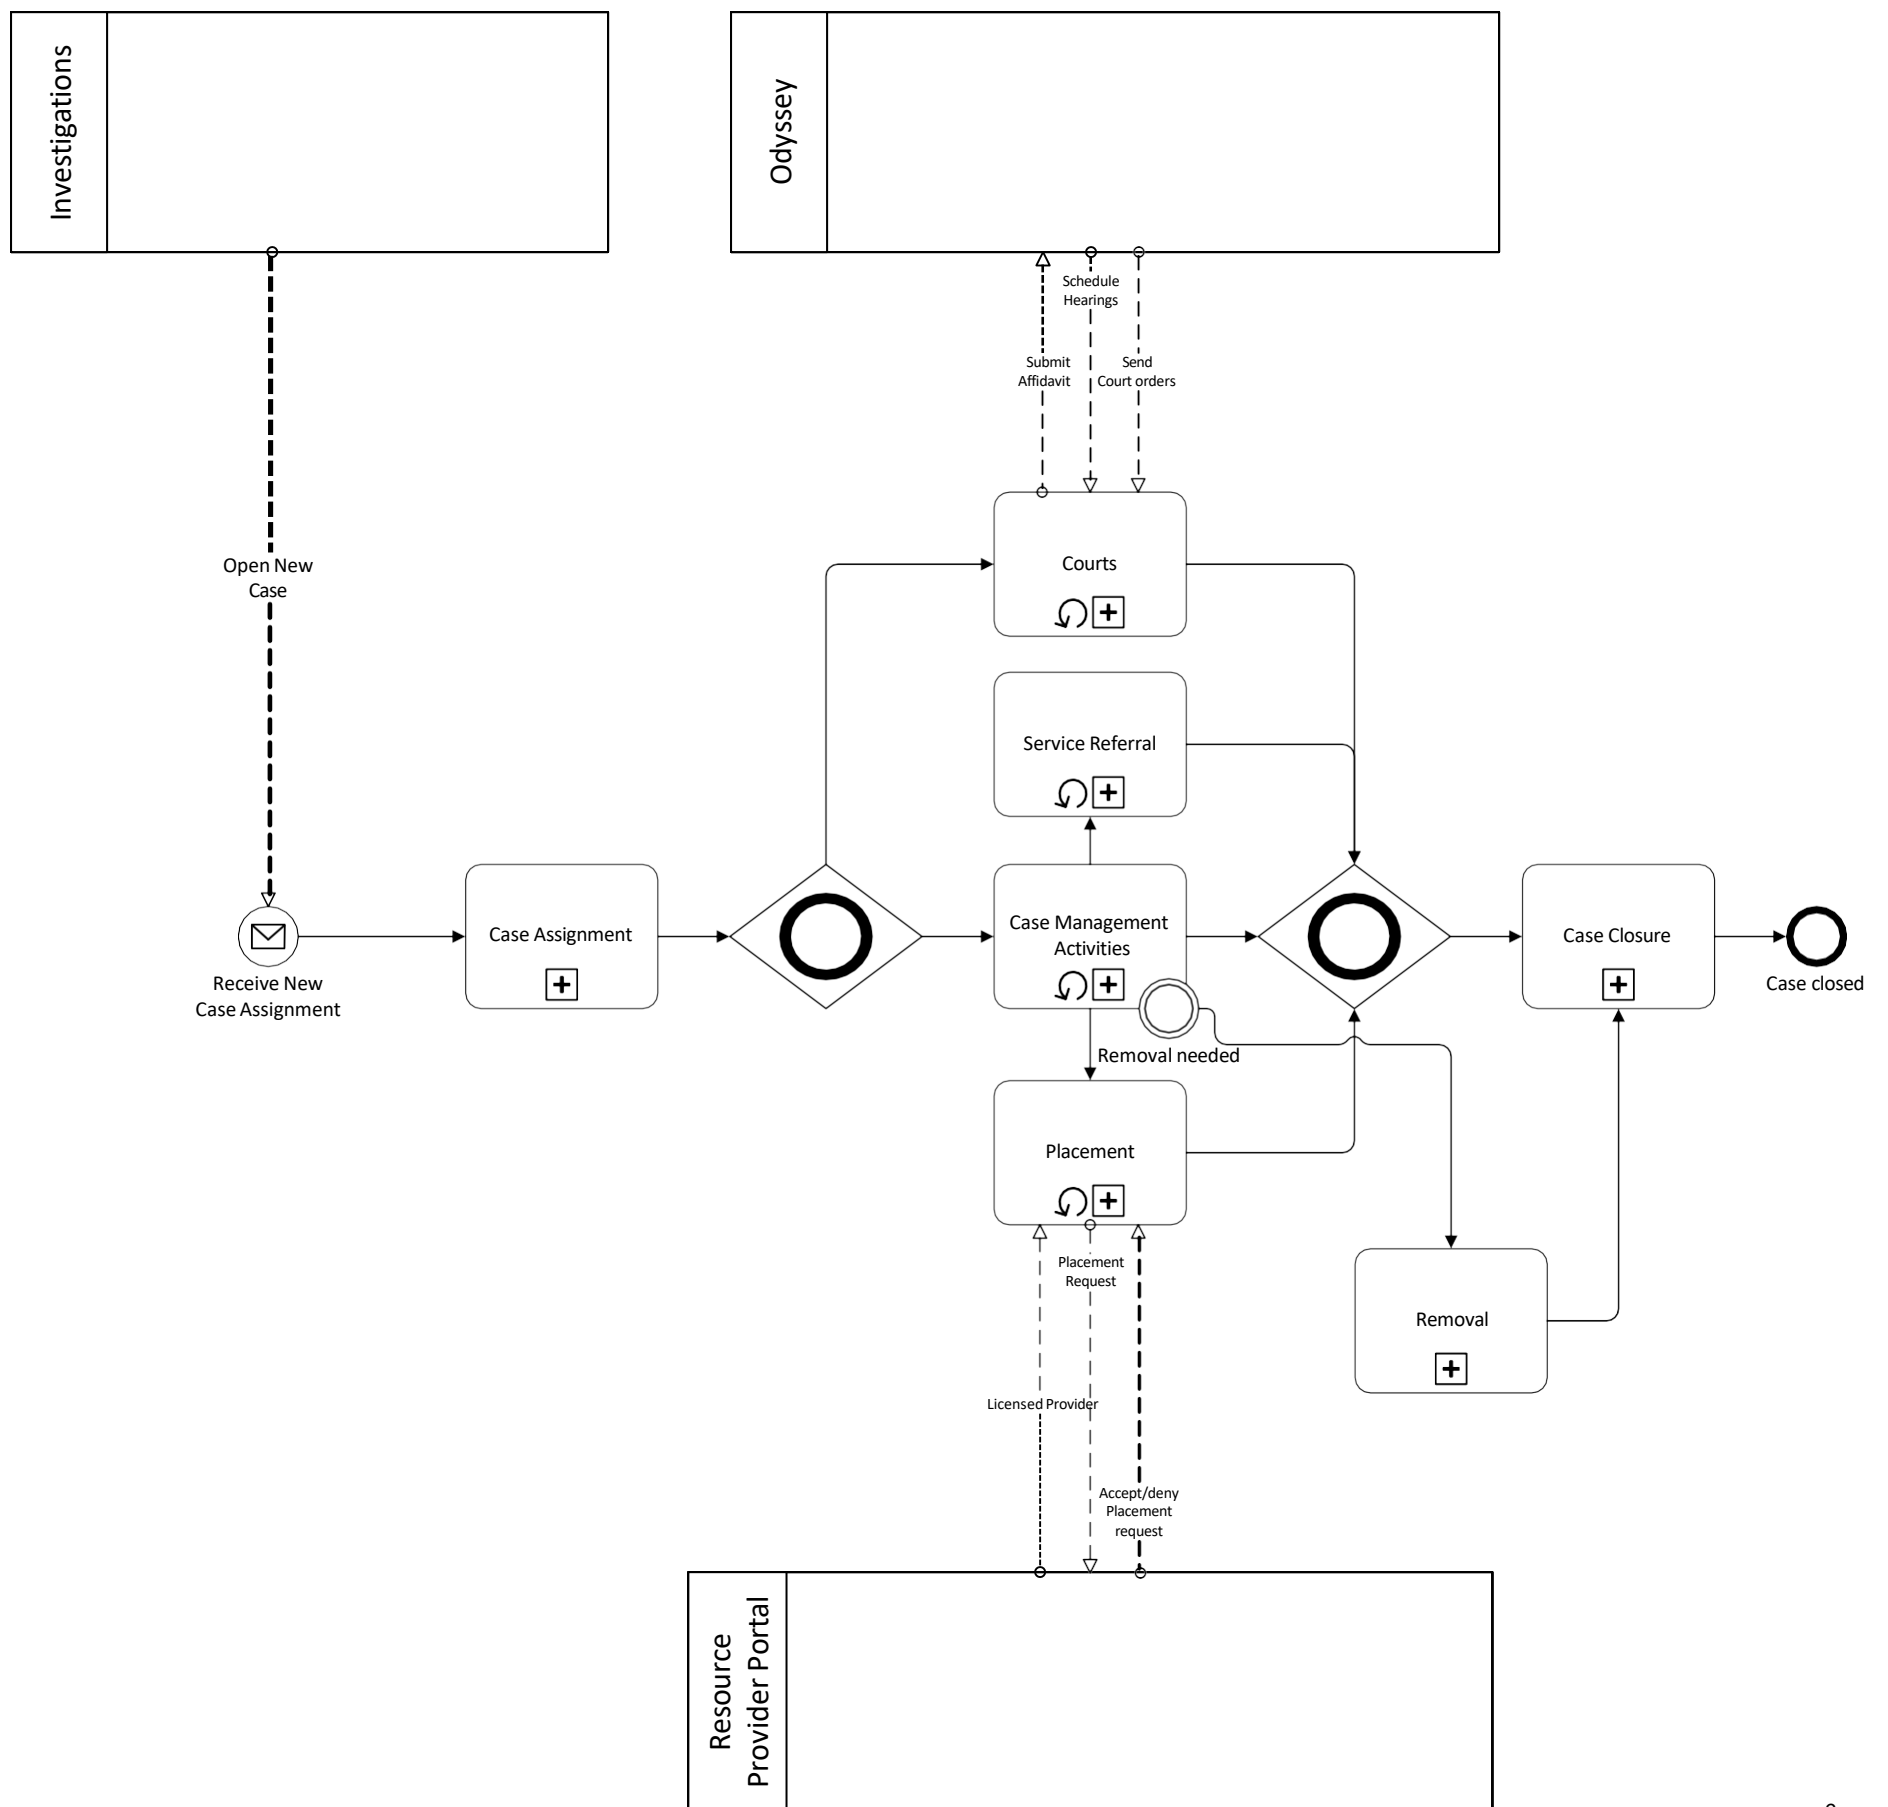 Investigations
Odyssey
Schedule
Hearings
Submit
Affidavit
Send
Court orders
Open New
Case
Courts
Service Referral
Case Assignment
Case Management
Activities
Case Closure
Receive New
Case Assignment
Case closed
Removal needed
Placement
Placement
Request
Removal
Licensed Provider
Accept/deny
Placement
request
Resource
Provider Portal